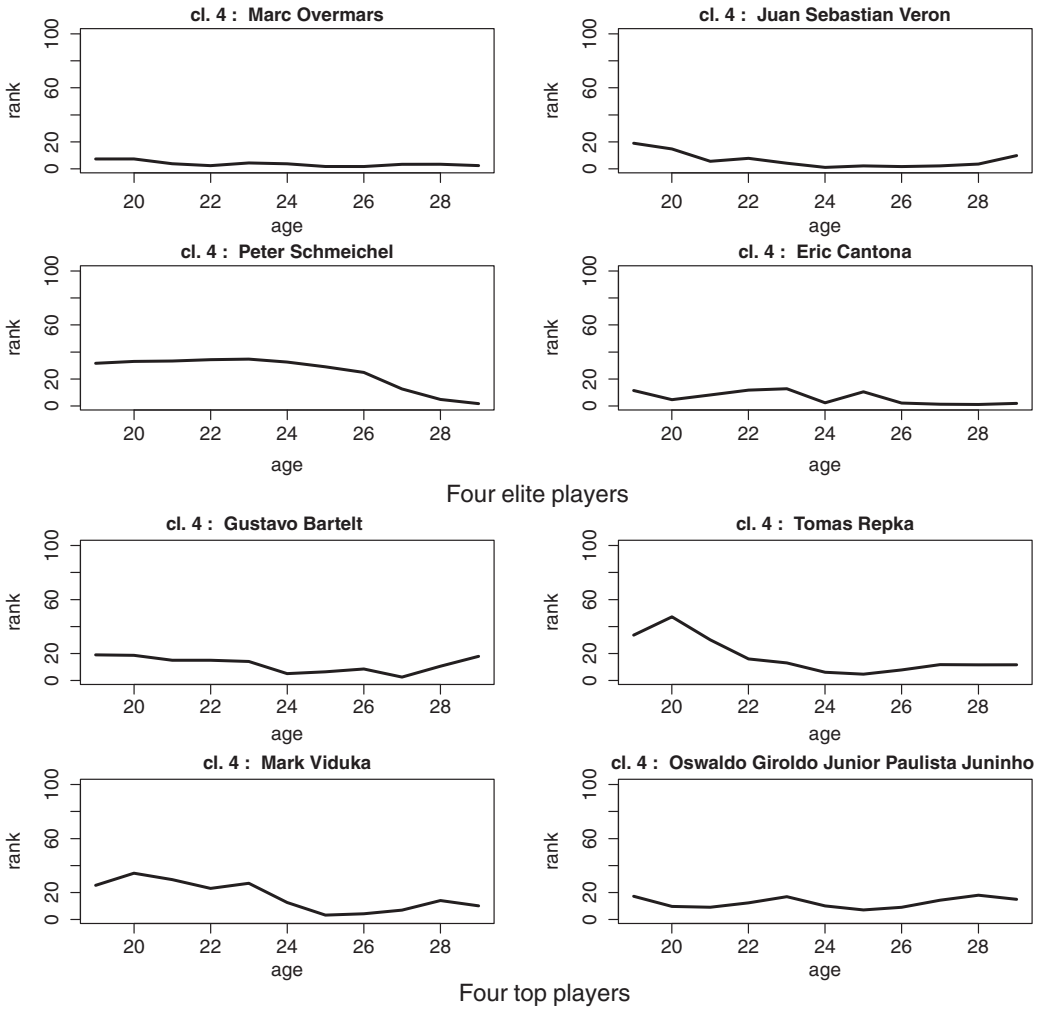 cl. 4 : Marc Overmars
rank
0 20 60 100
20 22 24 26 28
age
cl. 4 : Juan Sebastian Veron
rank
0 20 60 100
20 22 24 26 28
age
cl. 4 : Peter Schmeichel
rank
0 20 60 100
20 22 24 26 28
age
cl. 4 : Eric Cantona
rank
0 20 60 100
20 22 24 26 28
age
Four elite players
cl. 4 : Gustavo Bartelt
rank
0 20 60 100
20 22 24 26 28
age
cl. 4 : Tomas Repka
rank
0 20 60 100
20 22 24 26 28
age
cl. 4 : Mark Viduka
rank
0 20 60 100
20 22 24 26 28
age
cl. 4 : Oswaldo Giroldo Junior Paulista Juninho
rank
0 20 60 100
20 22 24 26 28
age
Four top players